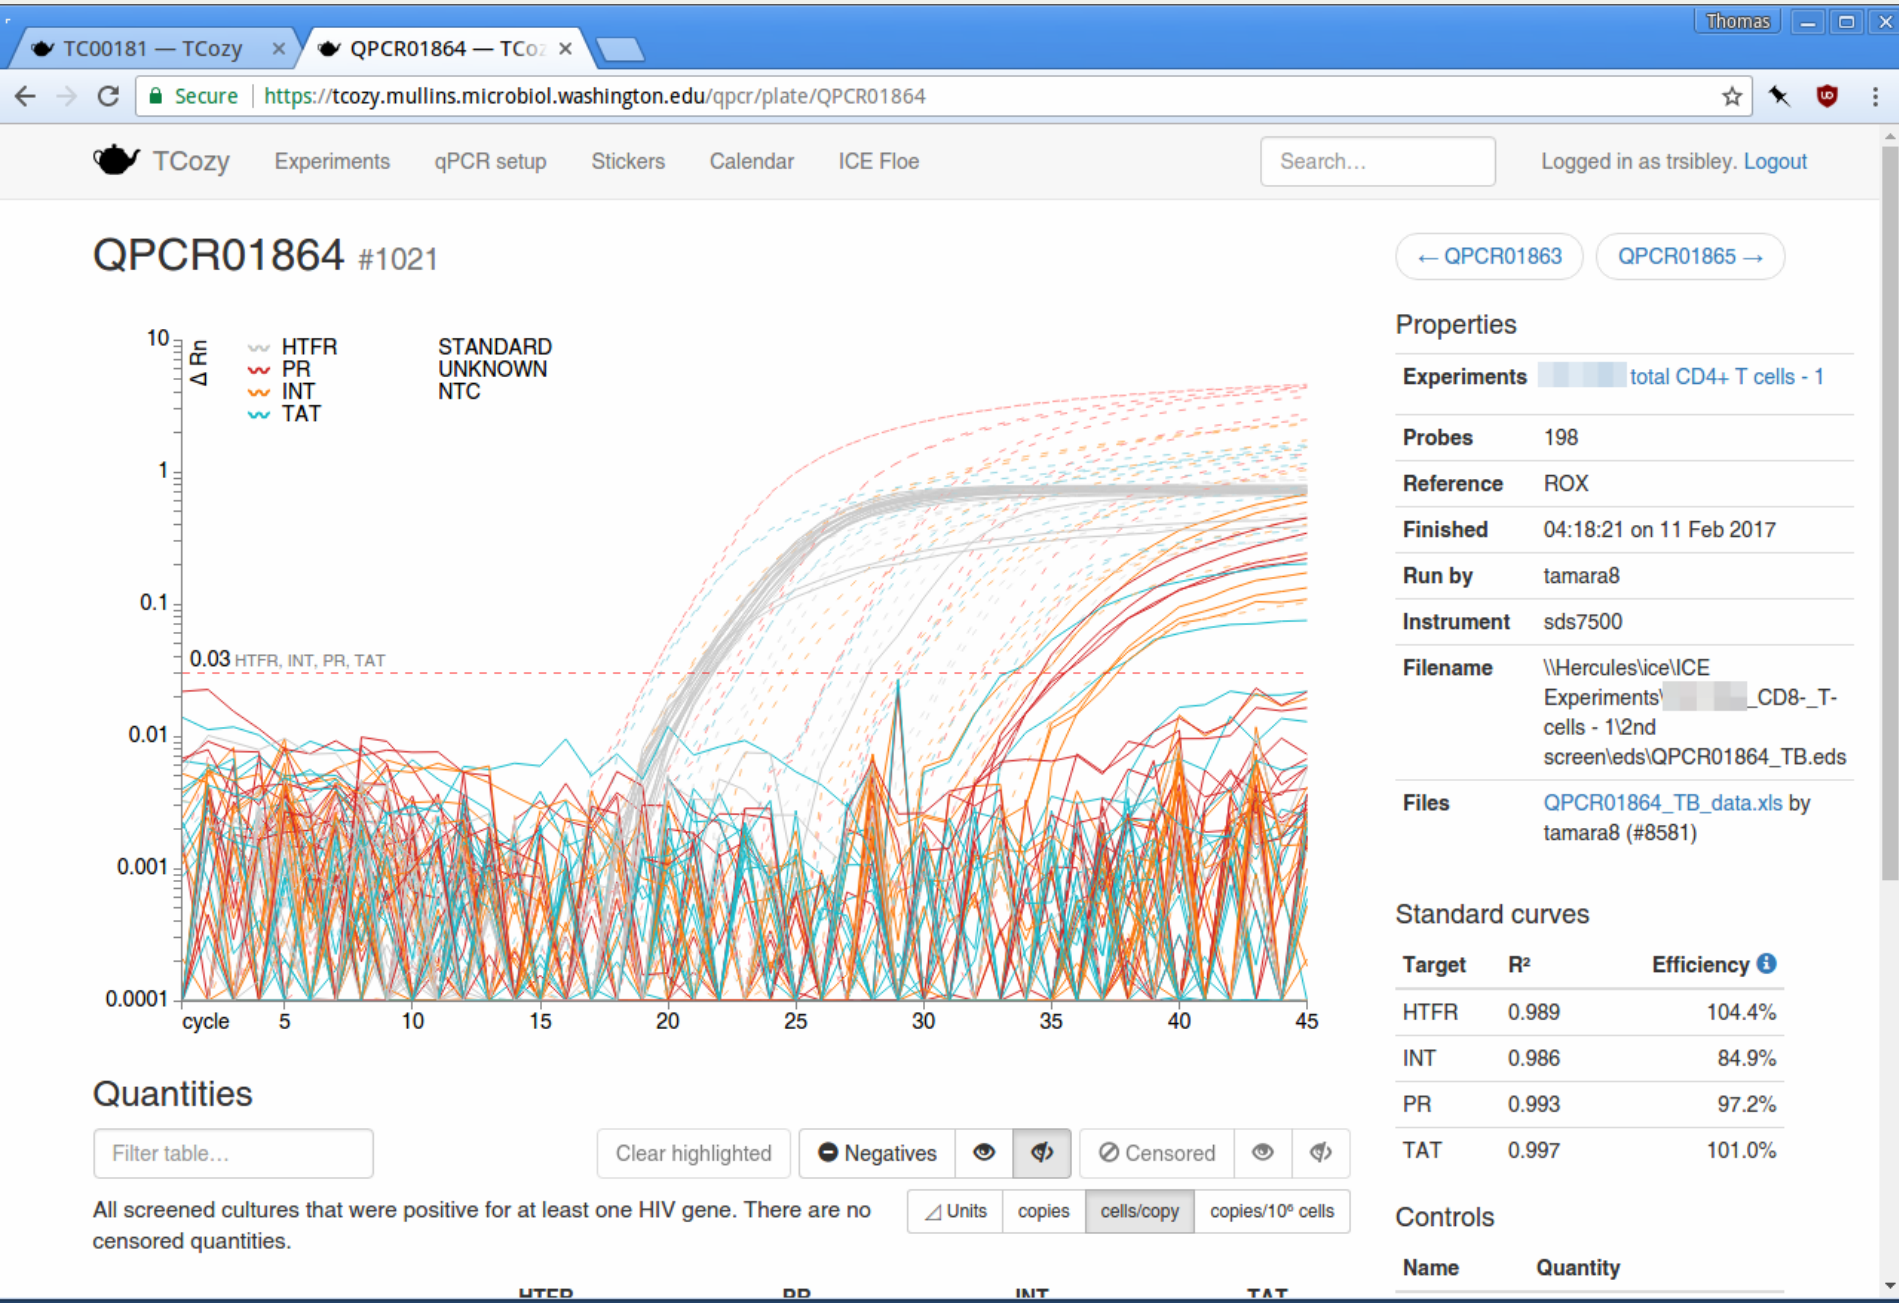 Thomas
TC00181 — TCozy
QPCR01864 — TCoz
Secure
https://tcozy.mullins.microbiol.washington.edu/qpcr/plate/QPCR01864
TCozy
Experiments
qPCR setup
Stickers
Calendar
ICE Floe
Search...
Logged in as trsibley. Logout
QPCR01864 #1021
← QPCR01863
QPCR01865 →
10
1
0.1
0.01
0.001
0.0001
Δ Rn
HTFR
PR
INT
TAT
STANDARD
UNKNOWN
NTC
0.03 HTFR, INT, PR, TAT
cycle 5 10 15 20 25 30 35 40 45
Properties
Experiments total CD4+ T cells - 1
Probes 198
Reference ROX
Finished 04:18:21 on 11 Feb 2017
Run by tamara8
Instrument sds7500
Filename \\Hercules\ice\ICE
Experiments\ _CD8-_T-
cells - 1\2nd
screen\eds\QPCR01864_TB.eds
Files QPCR01864_TB_data.xls by
tamara8 (#8581)
Standard curves
Target R² Efficiency
HTFR 0.989 104.4%
INT 0.986 84.9%
PR 0.993 97.2%
TAT 0.997 101.0%
Controls
Name Quantity
Quantities
Filter table...
Clear highlighted
Negatives
Censored
All screened cultures that were positive for at least one HIV gene. There are no
censored quantities.
Units
copies
cells/copy
copies/10⁶ cells
HTFR PR INT TAT